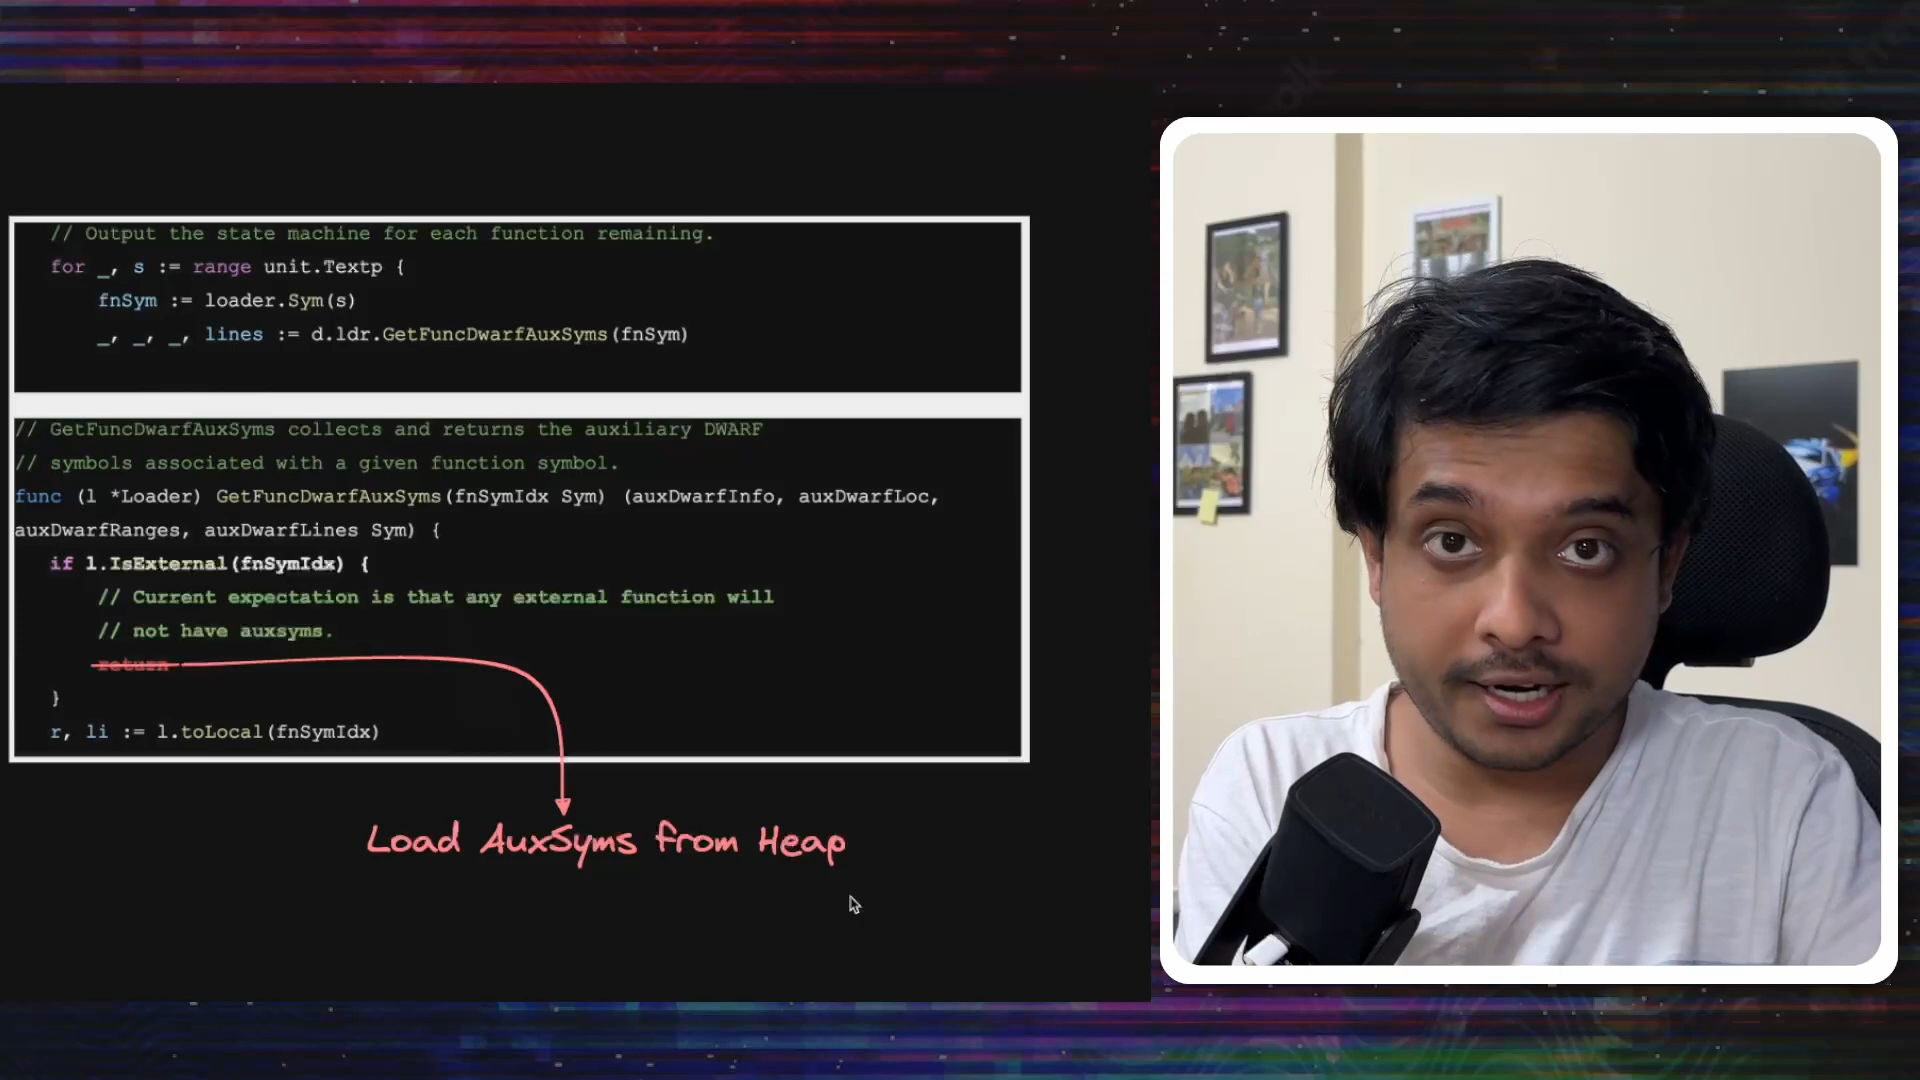 // Output the state machine for each function remaining.
for _, s := range unit.Textp {
fnSym := loader.Sym(s)
_, _, _, lines := d.ldr.GetFuncDwarfAuxSyms(fnSym)
// GetFuncDwarfAuxSyms collects and returns the auxiliary DWARF
// symbols associated with a given function symbol.
func (l *Loader) GetFuncDwarfAuxSyms(fnSymIdx Sym) (auxDwarfInfo, auxDwarfLoc,
auxDwarfRanges, auxDwarfLines Sym) {
if l.IsExternal(fnSymIdx) {
// Current expectation is that any external function will
// not have auxsyms.
return
}
r, li := l.toLocal(fnSymIdx)
Load AuxSyms from Heap